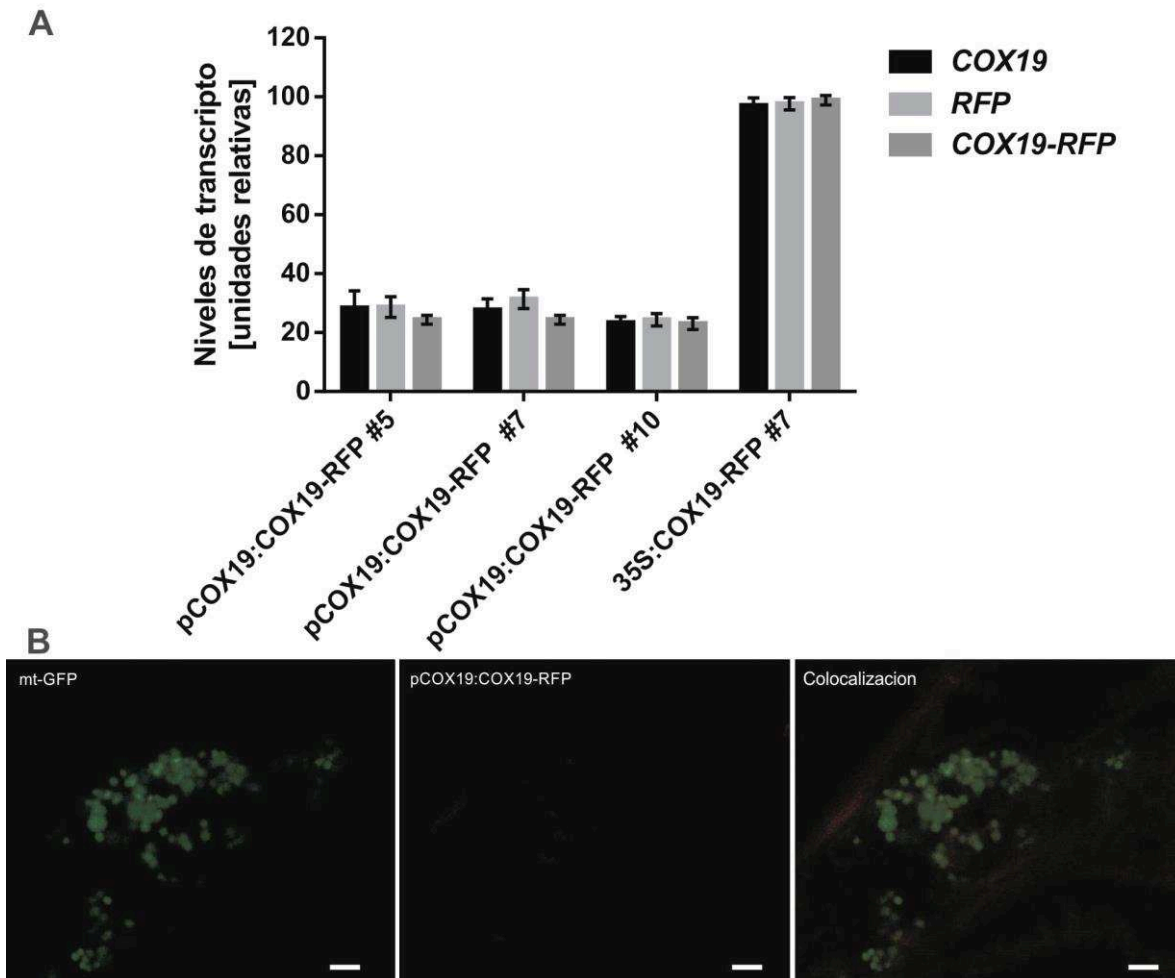 A
Niveles de transcripto
[unidades relativas]
120
100
80
60
40
20
0
COX19
RFP
COX19-RFP
pCOX19:COX19-RFP #5
pCOX19:COX19-RFP #7
pCOX19:COX19-RFP #10
35S:COX19-RFP #7
B
mt-GFP
pCOX19:COX19-RFP
Colocalizacion